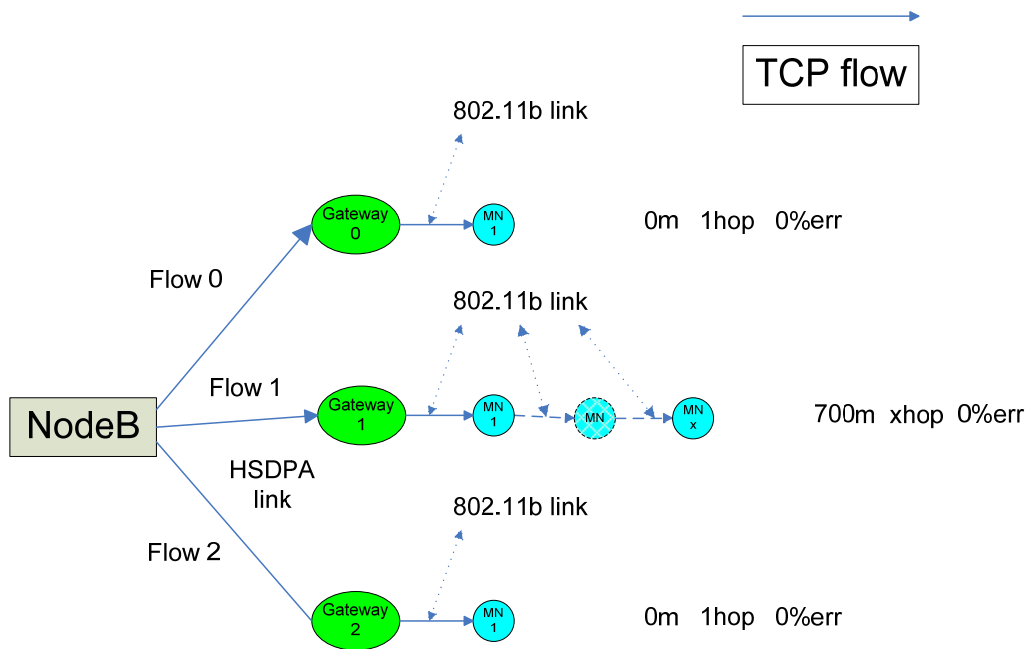 TCP flow
802.11b link
Gateway
0
MN
1
0m 1hop 0%err
Flow 0
802.11b link
Flow 1
Gateway
1
MN
1
MN
MN
x
700m xhop 0%err
NodeB
HSDPA
link
802.11b link
Flow 2
Gateway
2
MN
1
0m 1hop 0%err